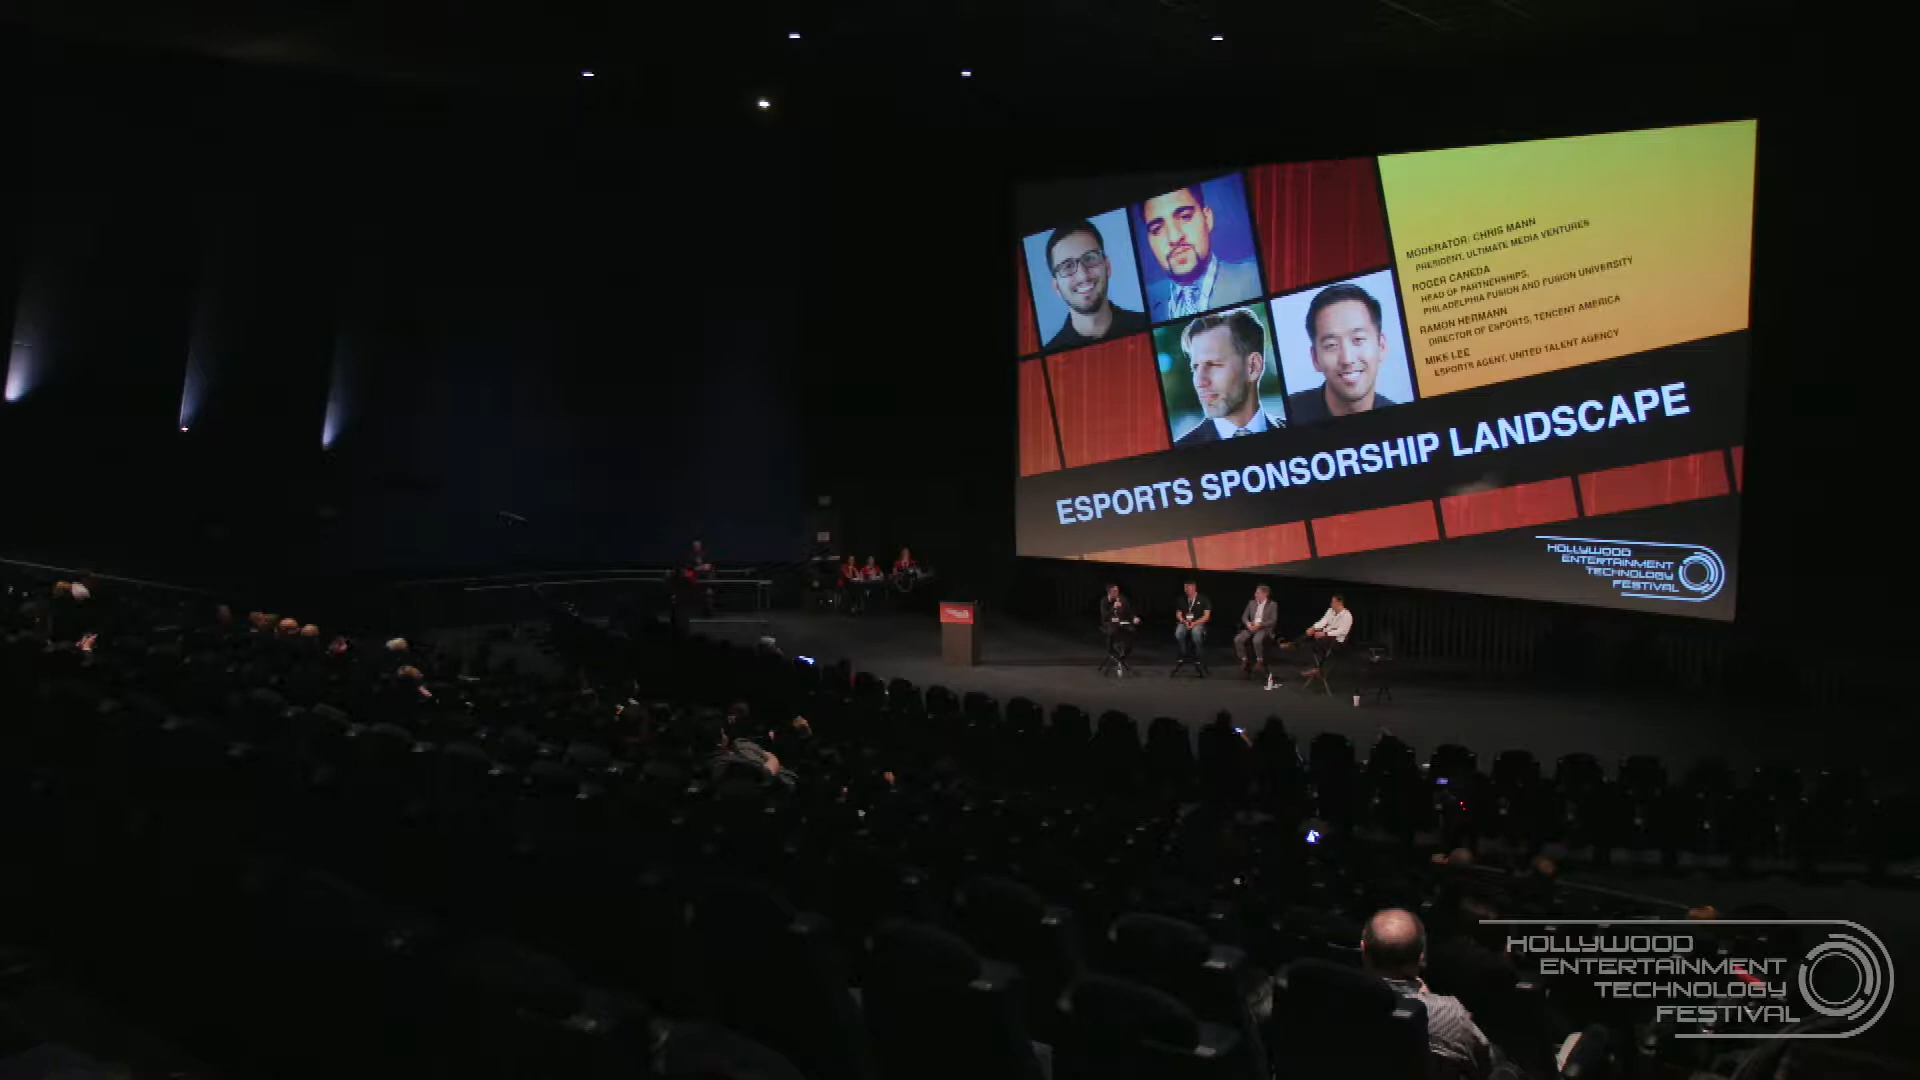 MODERATOR: CHRIS MANN
PRESIDENT, ULTIMATE MEDIA VENTURES
ROGER CANEDA
HEAD OF PARTNERSHIPS,
PHILADELPHIA FUSION AND FUSION UNIVERSITY
RAMON HERMANN
DIRECTOR OF ESPORTS, TENCENT AMERICA
MIKE LEE
ESPORTS AGENT, UNITED TALENT AGENCY
ESPORTS SPONSORSHIP LANDSCAPE
HOLLYWOOD
ENTERTAINMENT
TECHNOLOGY
FESTIVAL
HOLLYWOOD
ENTERTAINMENT
TECHNOLOGY
FESTIVAL